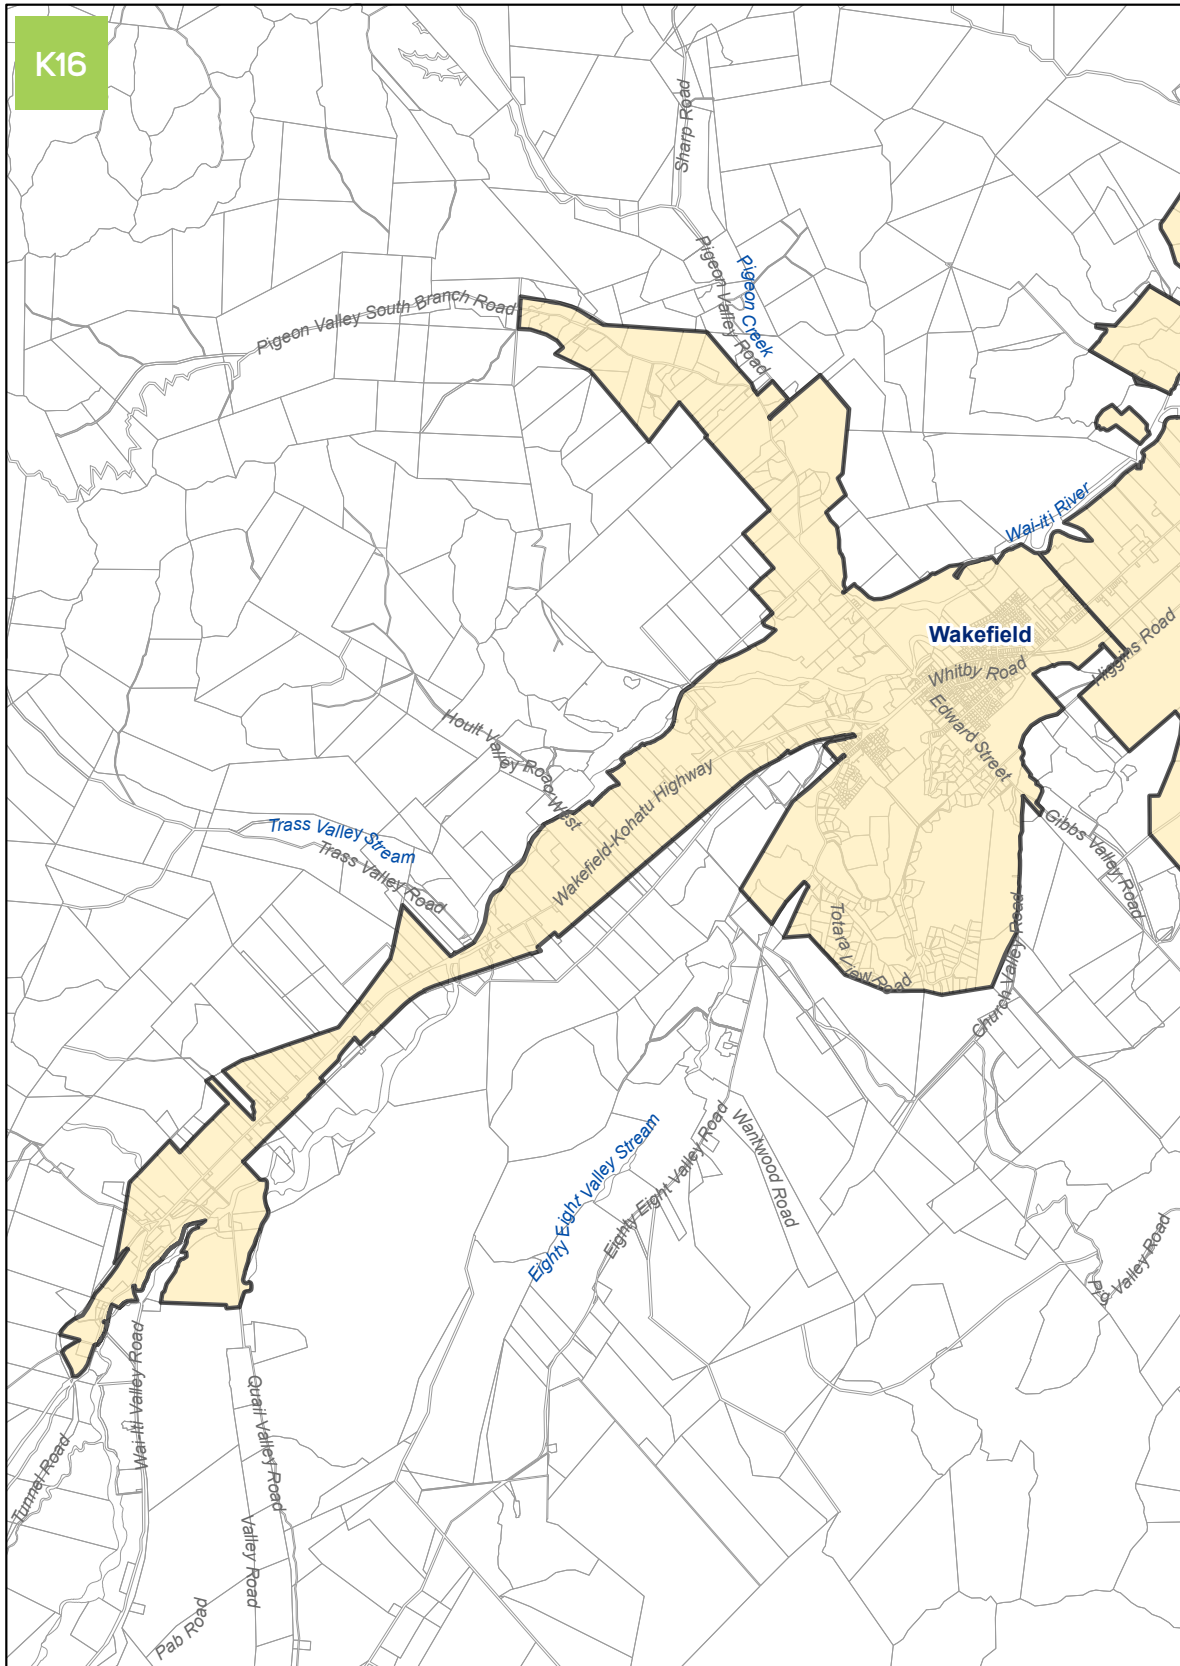 K16
Sharp Road
Pigeon Valley Road
Pigeon Creek
Pigeon Valley South Branch Road
Wai-iti River
Wakefield
Whitby Road
Higgins Road
Edward Street
Hoult Valley Road West
Wakefield-Kohatu Highway
Trass Valley Stream
Trass Valley Road
Gibbs Valley Road
Totara View Road
Church Valley Road
Eighty Eight Valley Stream
Eighty Eight Valley Road
Wantwood Road
Pig Valley Road
Wai-Iti Valley Road
Quail Valley Road
Tunnel Road
Valley Road
Pab Road